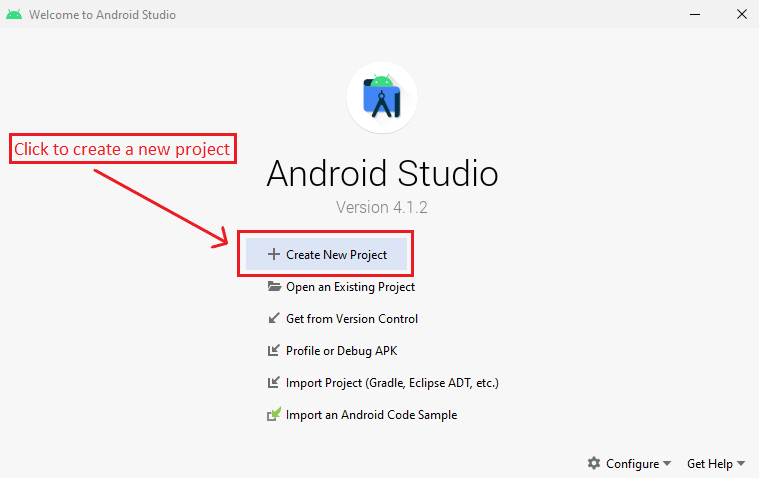 Welcome to Android Studio
Click to create a new project
Android Studio
Version 4.1.2
Create New Project
Open an Existing Project
Get from Version Control
Profile or Debug APK
Import Project (Gradle, Eclipse ADT, etc.)
Import an Android Code Sample
Configure Get Help